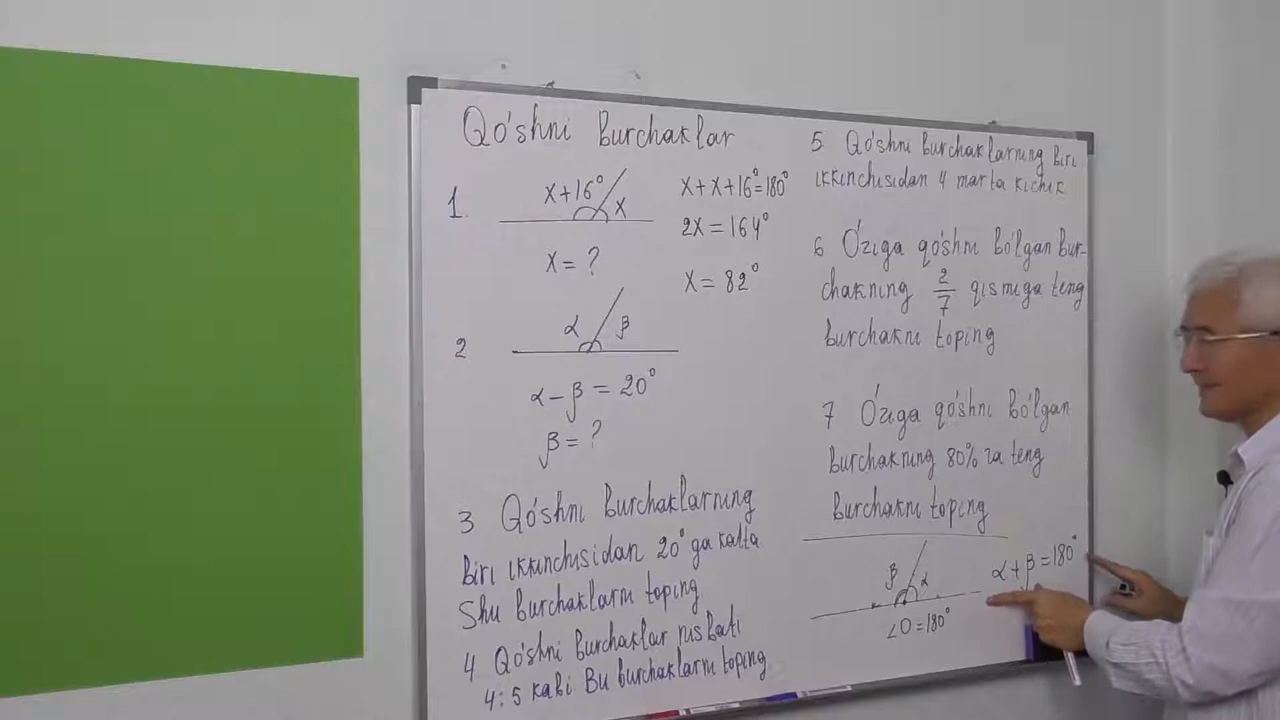 Qo'shni Burchaklar
1.
x+16°
x
x = ?
x+x+16°=180°
2x=164°
x=82°
2
α
β
α-β=20°
β=?
3 Qo'shni burchaklarning
Biri ikkinchisidan 20° ga katta
Shu burchaklarni toping
4 Qo'shni burchaklar nisbati
4:5 kabi Bu burchaklarni toping
5 Qo'shni burchaklarning biri
ikkinchisidan 4 marta kichik
6 O'ziga qo'shni bo'lgan bur-
chakning 2/7 qismiga teng
burchakni toping
7 O'ziga qo'shni bo'lgan
burchakning 80% га teng
burchakni toping
β
α
α+β=180°
∠O=180°